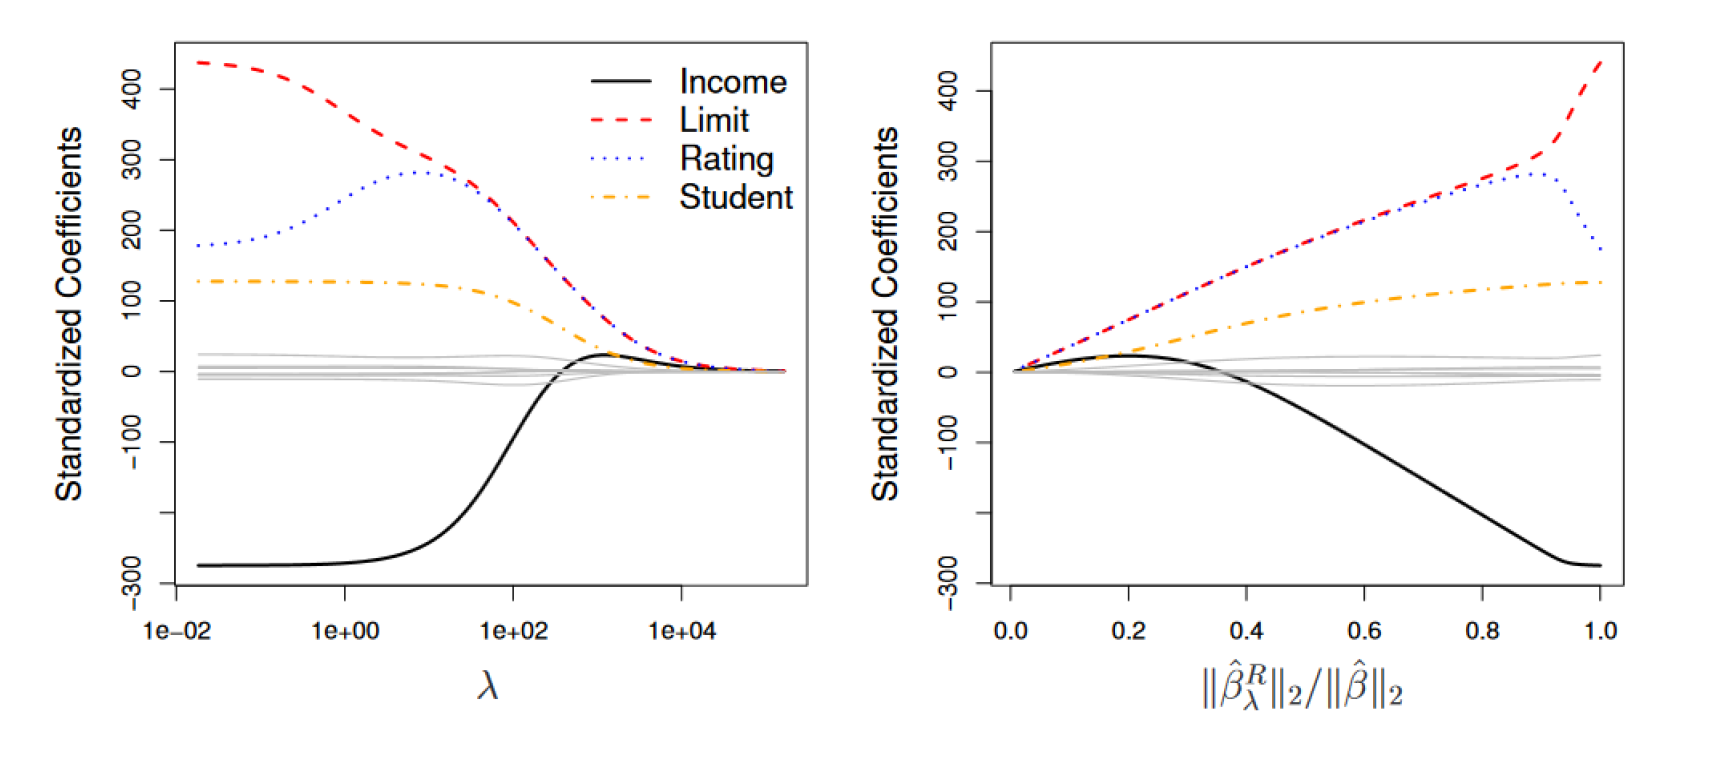 Standardized Coefficients
400
300
200
100
0
−100
−300
Income
Limit
Rating
Student
1e−02 1e+00 1e+02 1e+04
λ
Standardized Coefficients
400
300
200
100
0
−100
−300
0.0 0.2 0.4 0.6 0.8 1.0
‖β̂λᴿ‖₂/‖β̂‖₂